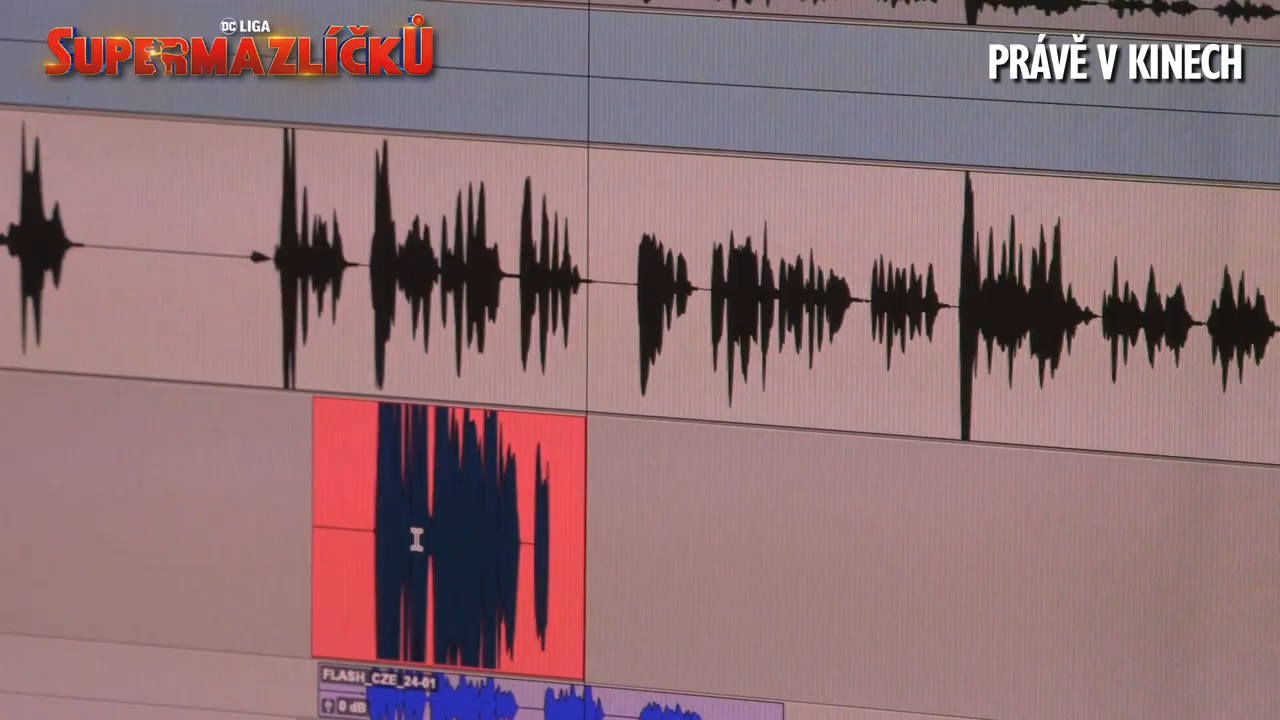 DC LIGA
SUPERMAZLÍČKŮ
PRÁVĚ V KINECH
FLASH_CZE_24-01
0 dB